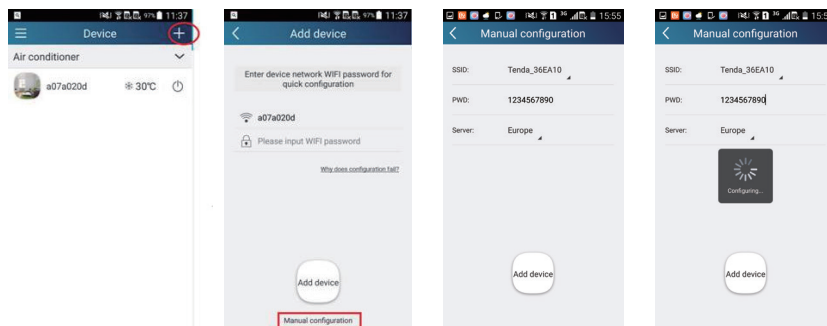 97% 11:37
Device
Air conditioner
a07a020d
30℃
97% 11:37
Add device
Enter device network WIFI password for
quick configuration
a07a020d
Please input WIFI password
Why does configuration fail?
Add device
Manual configuration
15:55
Manual configuration
SSID: Tenda_36EA10
PWD: 1234567890
Server: Europe
Add device
Manual configuration
SSID: Tenda_36EA10
PWD: 1234567890
Server: Europe
Configuring...
Add device